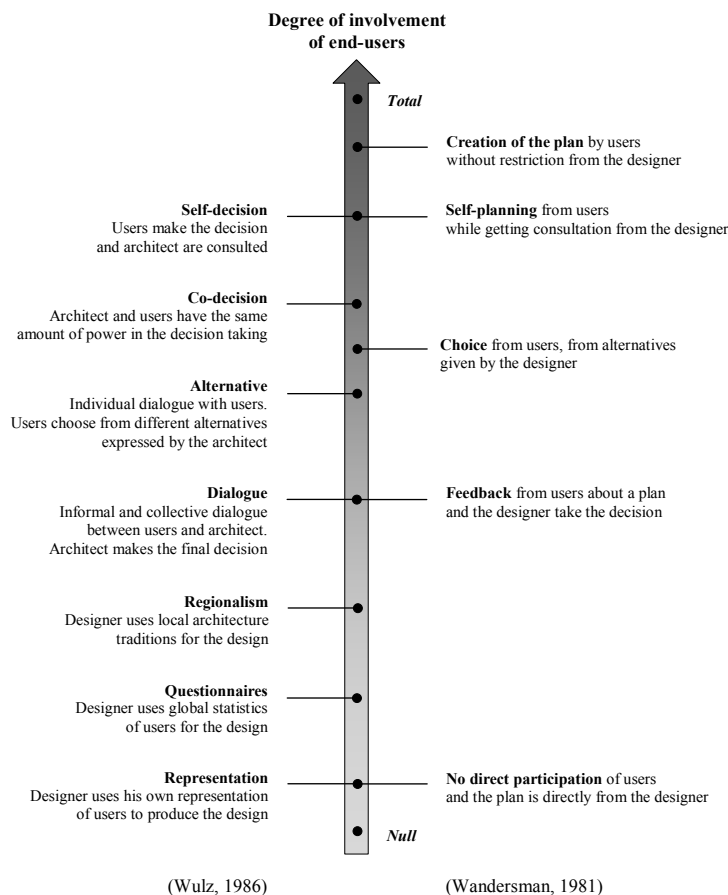 Degree of involvement
of end-users
Total
Creation of the plan by users
without restriction from the designer
Self-decision
Users make the decision
and architect are consulted
Self-planning from users
while getting consultation from the designer
Co-decision
Architect and users have the same
amount of power in the decision taking
Choice from users, from alternatives
given by the designer
Alternative
Individual dialogue with users.
Users choose from different alternatives
expressed by the architect
Dialogue
Informal and collective dialogue
between users and architect.
Architect makes the final decision
Feedback from users about a plan
and the designer take the decision
Regionalism
Designer uses local architecture
traditions for the design
Questionnaires
Designer uses global statistics
of users for the design
Representation
Designer uses his own representation
of users to produce the design
No direct participation of users
and the plan is directly from the designer
Null
(Wulz, 1986)
(Wandersman, 1981)